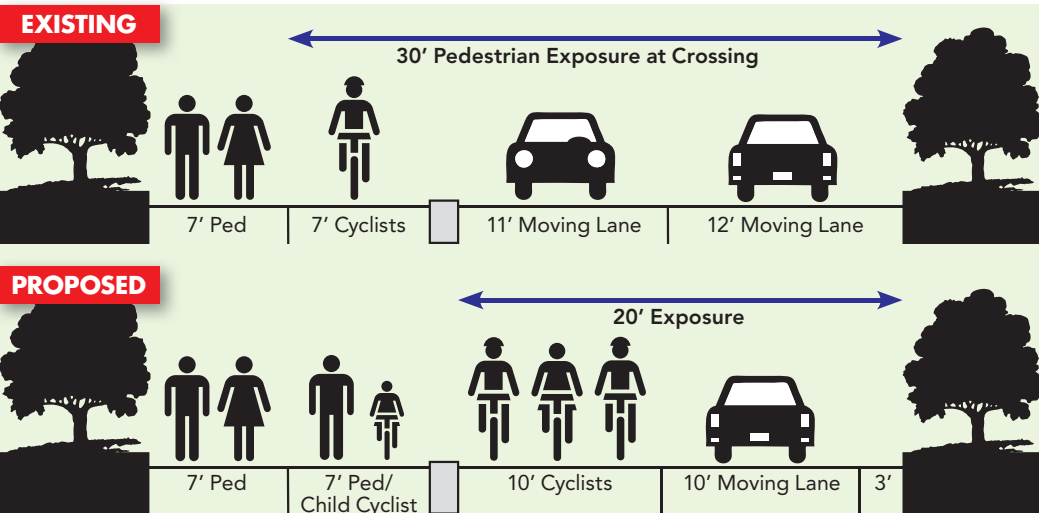 EXISTING
30’ Pedestrian Exposure at Crossing
7’ Ped
7’ Cyclists
11’ Moving Lane
12’ Moving Lane
PROPOSED
20’ Exposure
7’ Ped
7’ Ped/
Child Cyclist
10’ Cyclists
10’ Moving Lane
3’